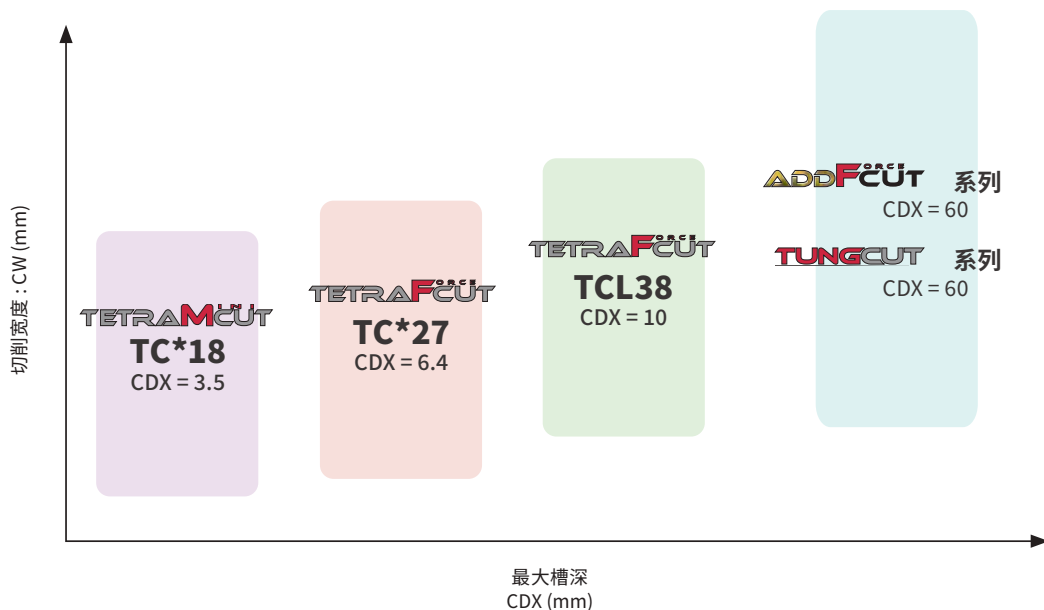 切削宽度 : CW (mm)
TETRAMINICUT
TC*18
CDX = 3.5
TETRAFORCECUT
TC*27
CDX = 6.4
TETRAFORCECUT
TCL38
CDX = 10
ADDFORCECUT 系列
CDX = 60
TUNGCUT 系列
CDX = 60
最大槽深
CDX (mm)